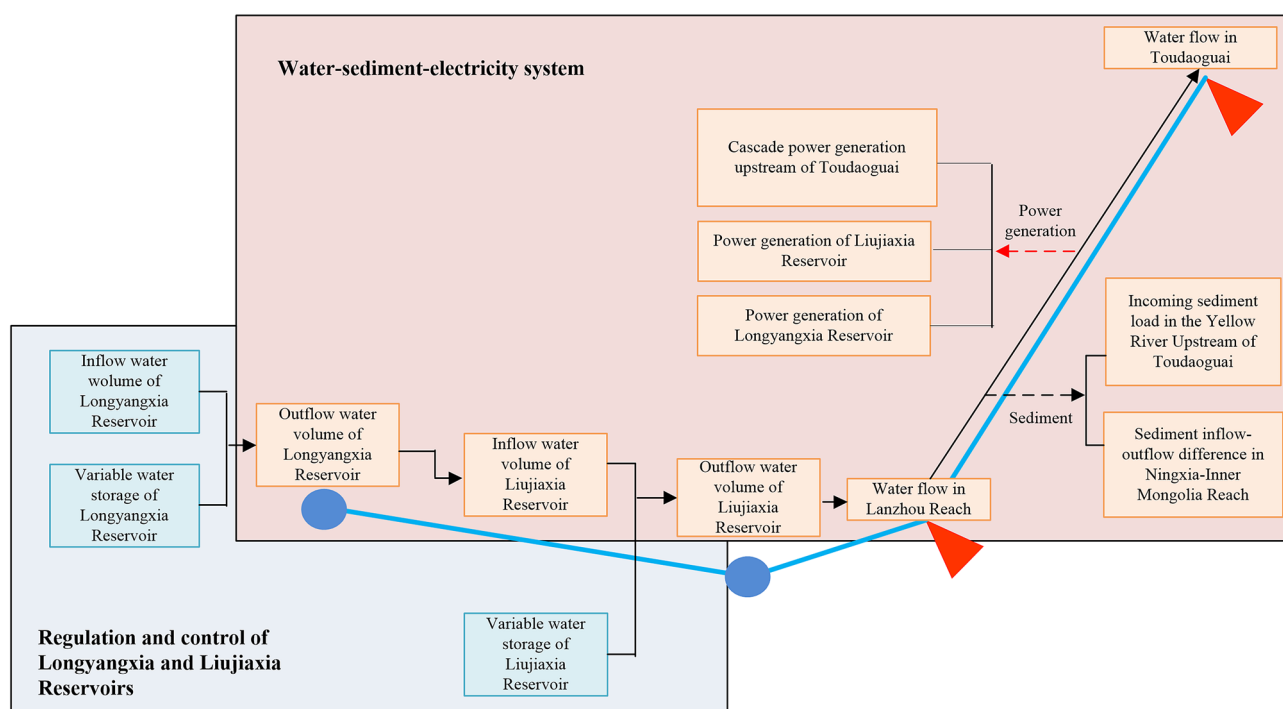 Water-sediment-electricity system
Water flow in
Toudaoguai
Cascade power generation
upstream of Toudaoguai
Power
generation
Power generation of Liujiaxia
Reservoir
Power generation of
Longyangxia Reservoir
Incoming sediment
load in the Yellow
River Upstream of
Toudaoguai
Sediment
Sediment inflow-
outflow difference in
Ningxia-Inner
Mongolia Reach
Inflow water
wolume of
Longyangxia
Reservoir
Variable water
storage of
Longyangxia
Reservoir
Outflow water
volume of
Longyangxia
Reservoir
Inflow water
volume of
Liujiaxia
Reservoir
Outflow water
volume of
Liujiaxia
Reservoir
Water flow in
Lanzhou Reach
Variable water
storage of
Liujiaxia
Reservoir
Regulation and control of
Longyangxia and Liujiaxia
Reservoirs